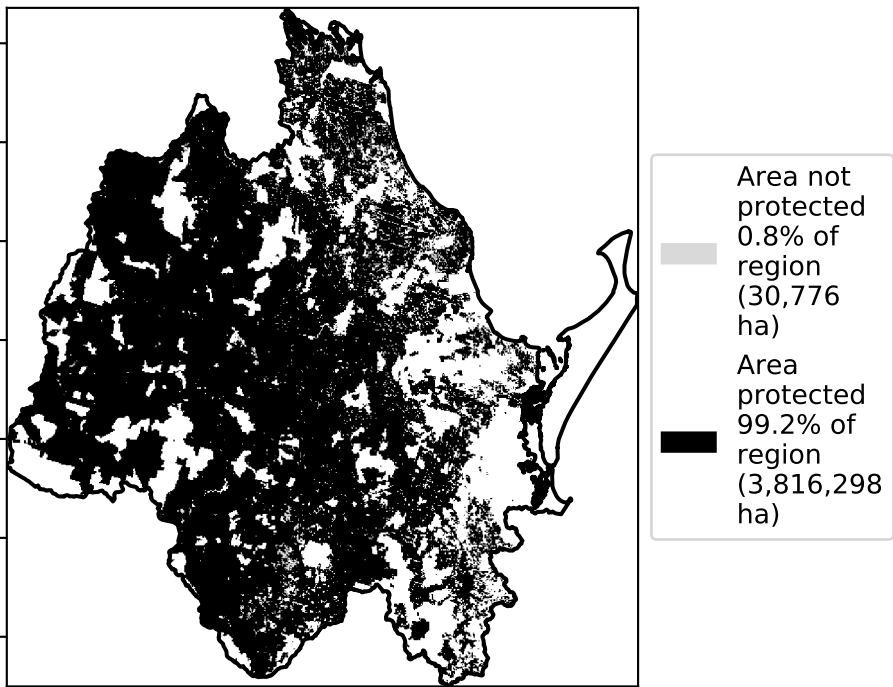 Area not
protected
0.8% of
region
(30,776
ha)
Area
protected
99.2% of
region
(3,816,298
ha)